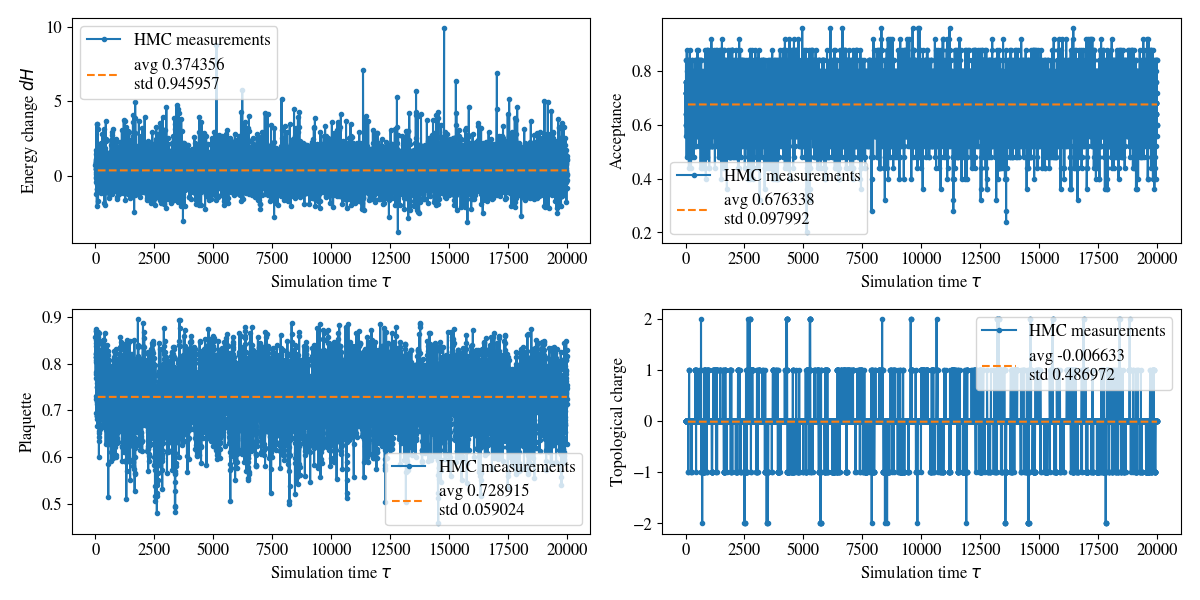 10
5
0
Energy change dH
HMC measurements
avg 0.374356
std 0.945957
0 2500 5000 7500 10000 12500 15000 17500 20000
Simulation time τ
0.8
0.6
0.4
0.2
Acceptance
HMC measurements
avg 0.676338
std 0.097992
0 2500 5000 7500 10000 12500 15000 17500 20000
Simulation time τ
0.9
0.8
0.7
0.6
0.5
Plaquette
HMC measurements
avg 0.728915
std 0.059024
0 2500 5000 7500 10000 12500 15000 17500 20000
Simulation time τ
2
1
0
−1
−2
Topological charge
HMC measurements
avg -0.006633
std 0.486972
0 2500 5000 7500 10000 12500 15000 17500 20000
Simulation time τ